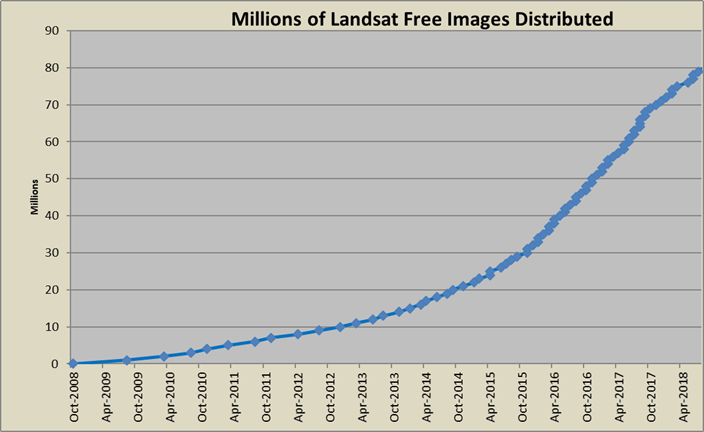 Millions of Landsat Free Images Distributed
90
80
70
60
50
40
30
20
10
0
Millions
Oct-2008
Apr-2009
Oct-2009
Apr-2010
Oct-2010
Apr-2011
Oct-2011
Apr-2012
Oct-2012
Apr-2013
Oct-2013
Apr-2014
Oct-2014
Apr-2015
Oct-2015
Apr-2016
Oct-2016
Apr-2017
Oct-2017
Apr-2018